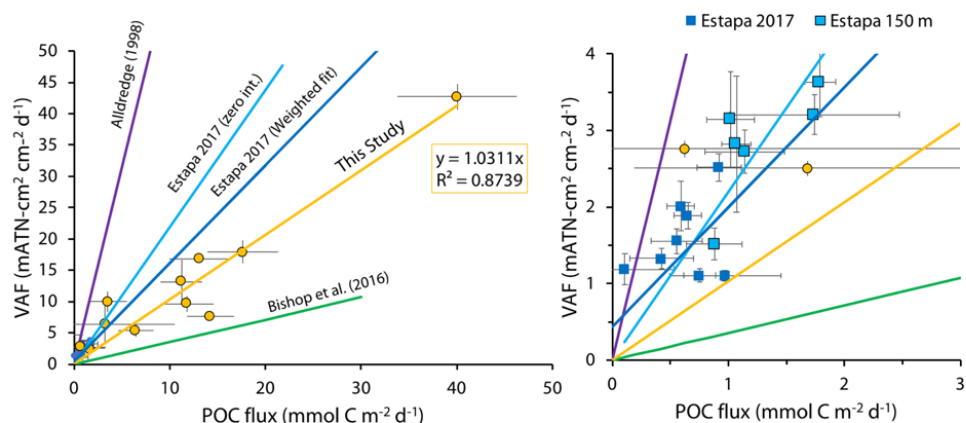 Estapa 2017 Estapa 150 m
50
45
40
35
30
25
20
15
10
5
0
VAF (mATN-cm² cm⁻² d⁻¹)
Alldredge (1998)
Estapa 2017 (zero int.)
Estapa 2017 (Weighted fit)
This Study
y = 1.0311x
R² = 0.8739
Bishop et al. (2016)
0 10 20 30 40 50
POC flux (mmol C m⁻² d⁻¹)
4
3
2
1
0
VAF (mATN-cm² cm⁻² d⁻¹)
0 1 2 3
POC flux (mmol C m⁻² d⁻¹)